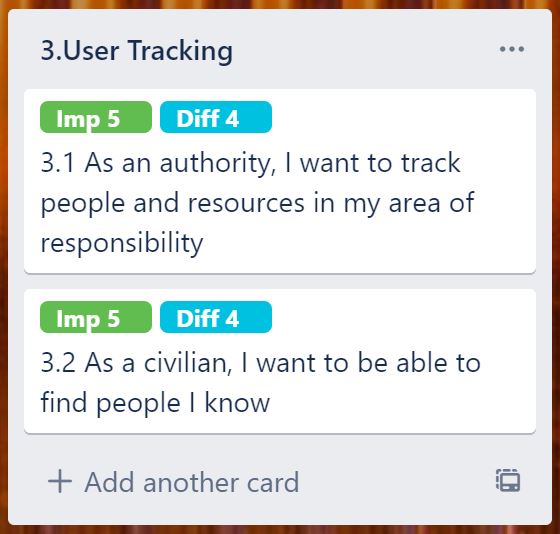 3.User Tracking
Imp 5 Diff 4
3.1 As an authority, I want to track
people and resources in my area of
responsibility
Imp 5 Diff 4
3.2 As a civilian, I want to be able to
find people I know
Add another card